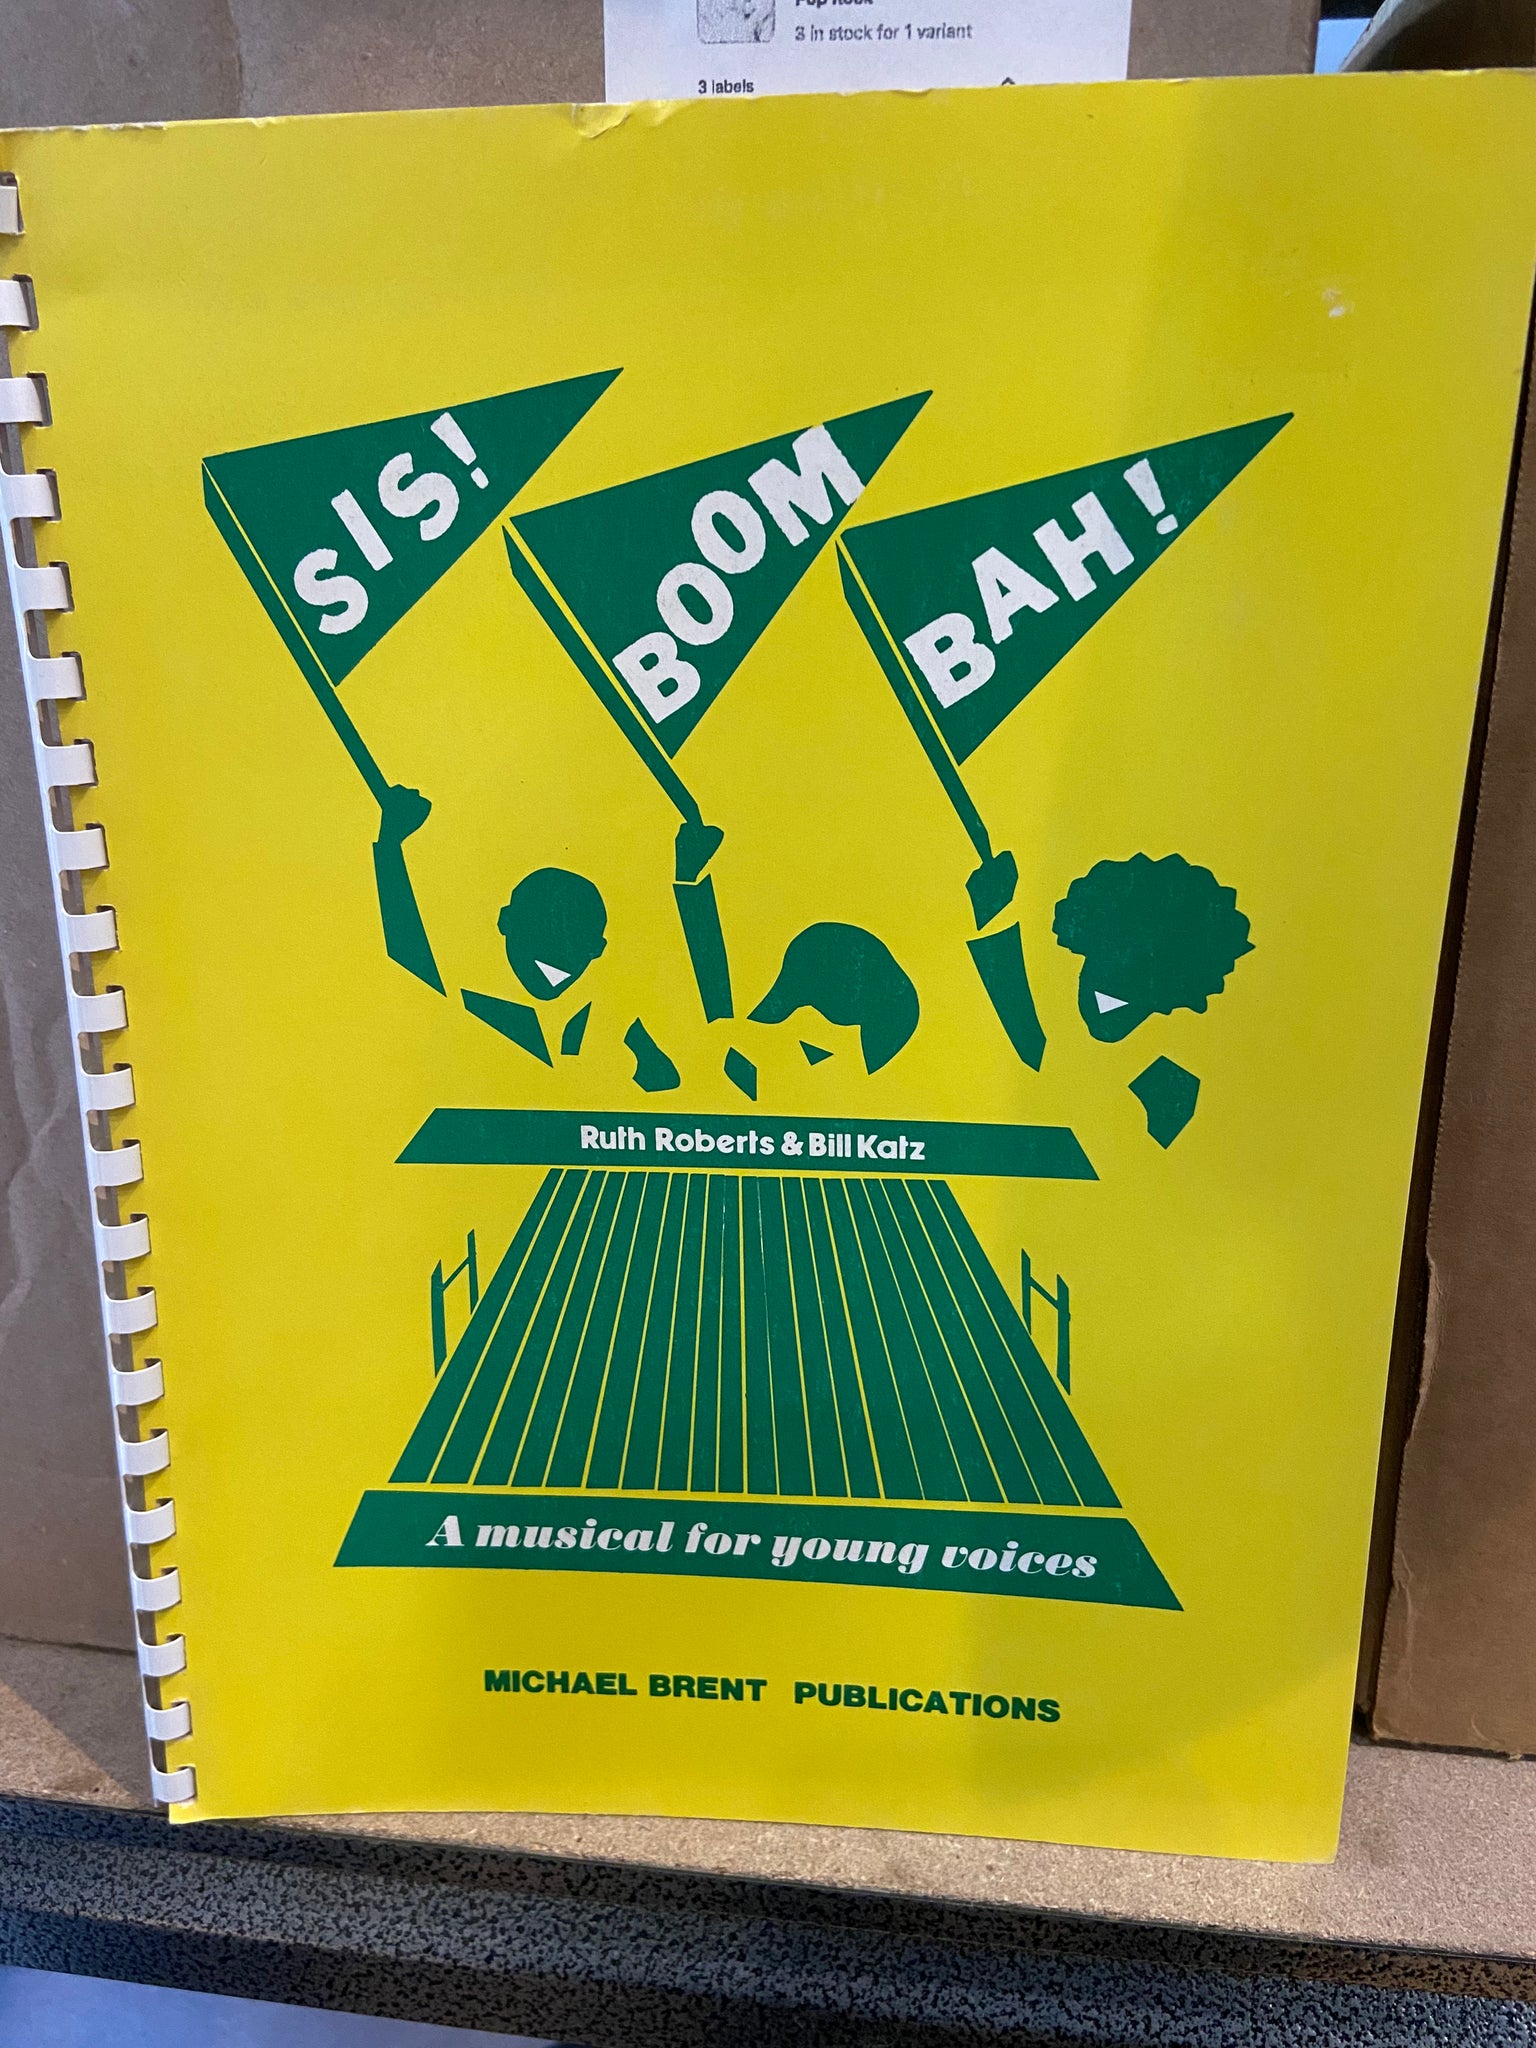 3 in stock for 1 variant
3 labels
SIS!
BOOM
BAH!
Ruth Roberts & Bill Katz
A musical for young voices
MICHAEL BRENT PUBLICATIONS